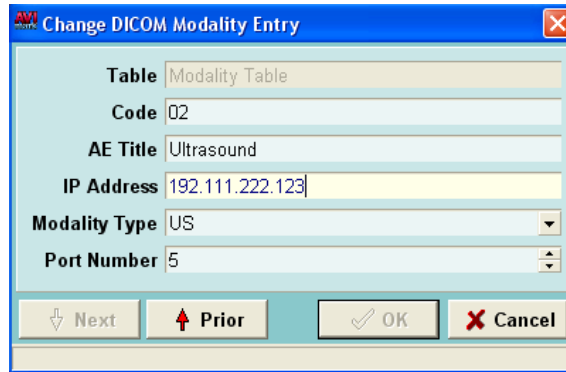 AVI
Change DICOM Modality Entry
Table Modality Table
Code 02
AE Title Ultrasound
IP Address 192.111.222.123
Modality Type US
Port Number 5
Next Prior OK Cancel